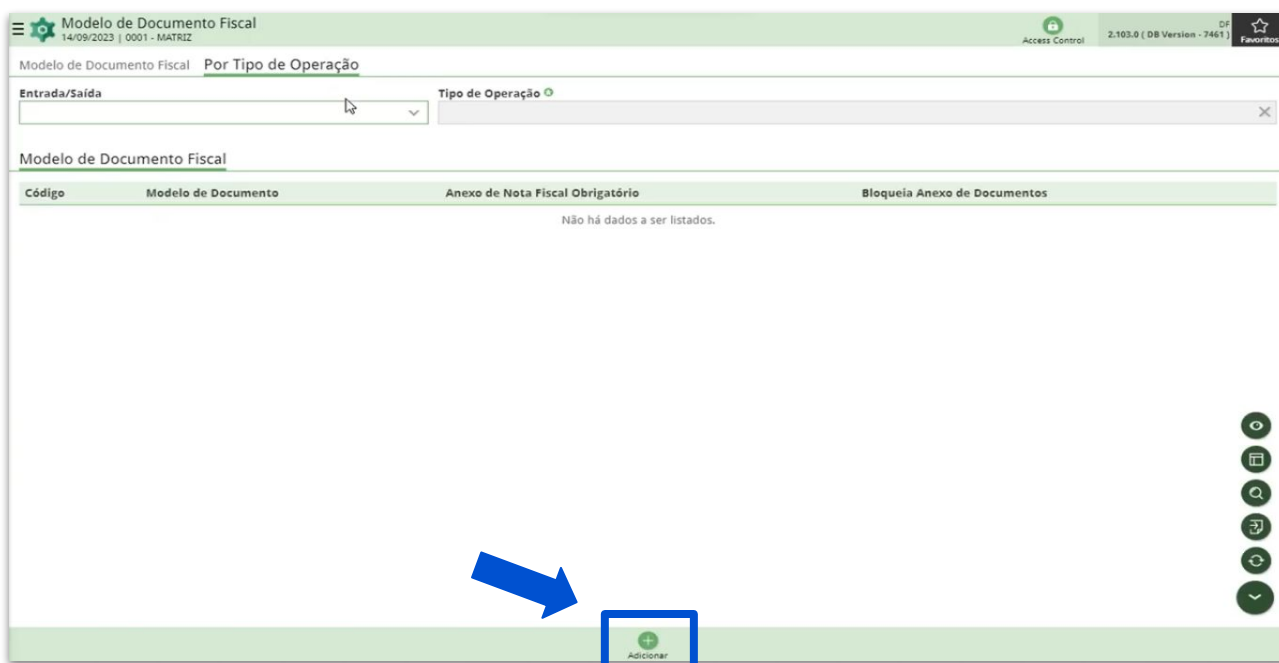 Modelo de Documento Fiscal
14/09/2023 | 0001 - MATRIZ
Access Control
DF
2.103.0 ( DB Version - 7461 )
Favoritos
Modelo de Documento Fiscal Por Tipo de Operação
Entrada/Saída Tipo de Operação
Modelo de Documento Fiscal
Código Modelo de Documento Anexo de Nota Fiscal Obrigatório Bloqueia Anexo de Documentos
Não há dados a ser listados.
Adicionar